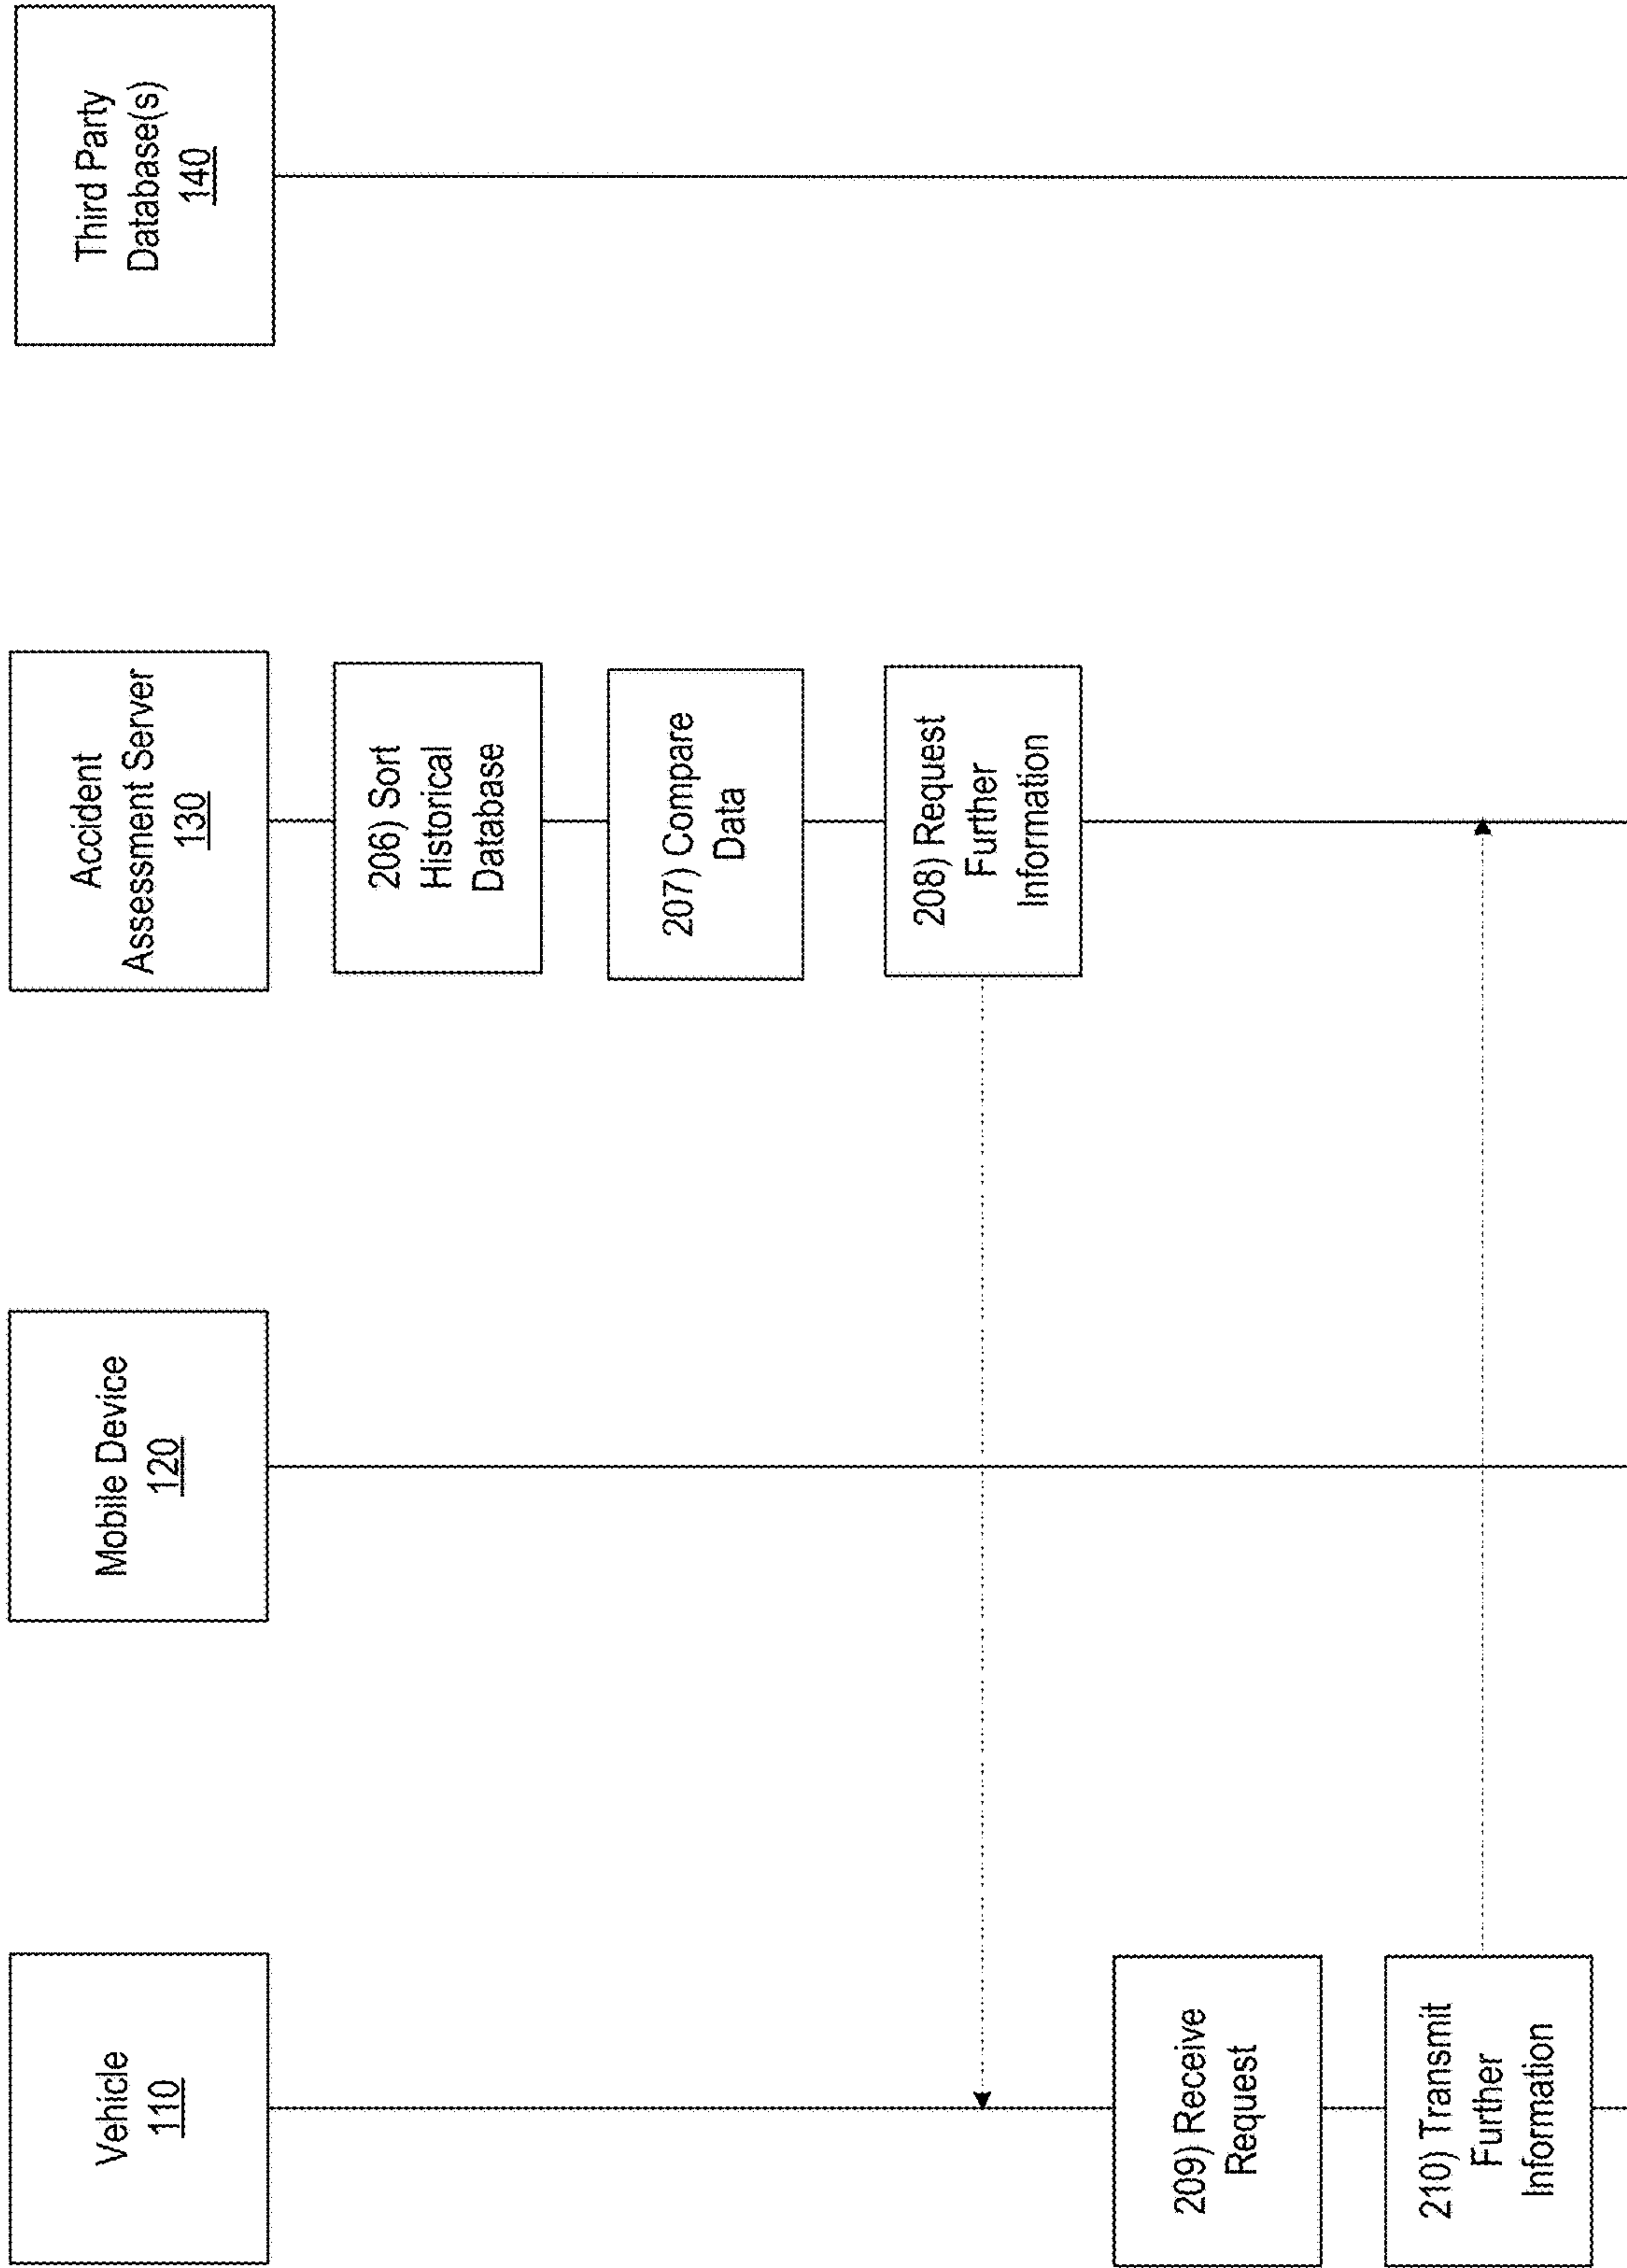 Vehicle
110
Mobile Device
120
Accident
Assessment Server
130
Third Party
Database(s)
140
206) Sort
Historical
Database
207) Compare
Data
208) Request
Further
Information
209) Receive
Request
210) Transmit
Further
Information